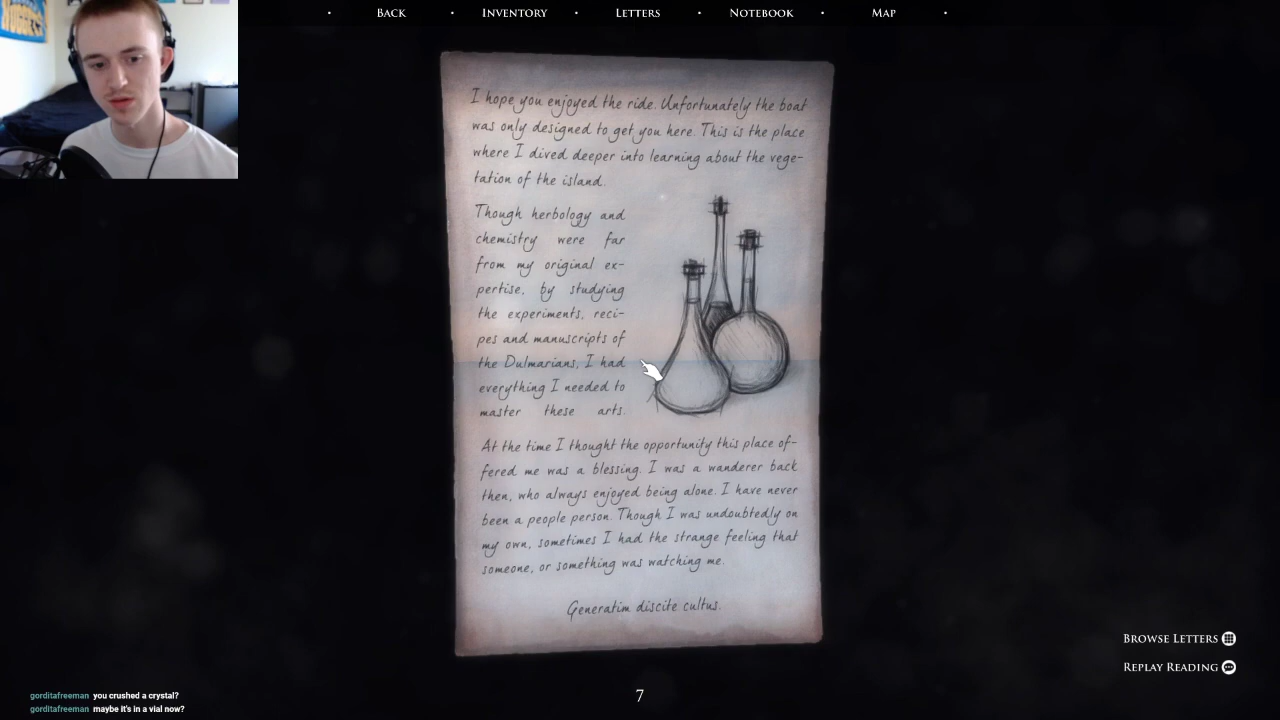 BACK
INVENTORY
LETTERS
NOTEBOOK
MAP
I hope you enjoyed the ride. Unfortunately the boat
was only designed to get you here. This is the place
where I dived deeper into learning about the vege-
tation of the island.
Though herbology and
chemistry were far
from my original ex-
pertise, by studying
the experiments, reci-
pes and manuscripts of
the Dulmarians, I had
everything I needed to
master these arts.
At the time I thought the opportunity this place of-
fered me was a blessing. I was a wanderer back
then, who always enjoyed being alone. I have never
been a people person. Though I was undoubtedly on
my own, sometimes I had the strange feeling that
someone, or something was watching me.
Generatim discite cultus.
BROWSE LETTERS
REPLAY READING
7
gorditafreeman you crushed a crystal?
gorditafreeman maybe it's in a vial now?